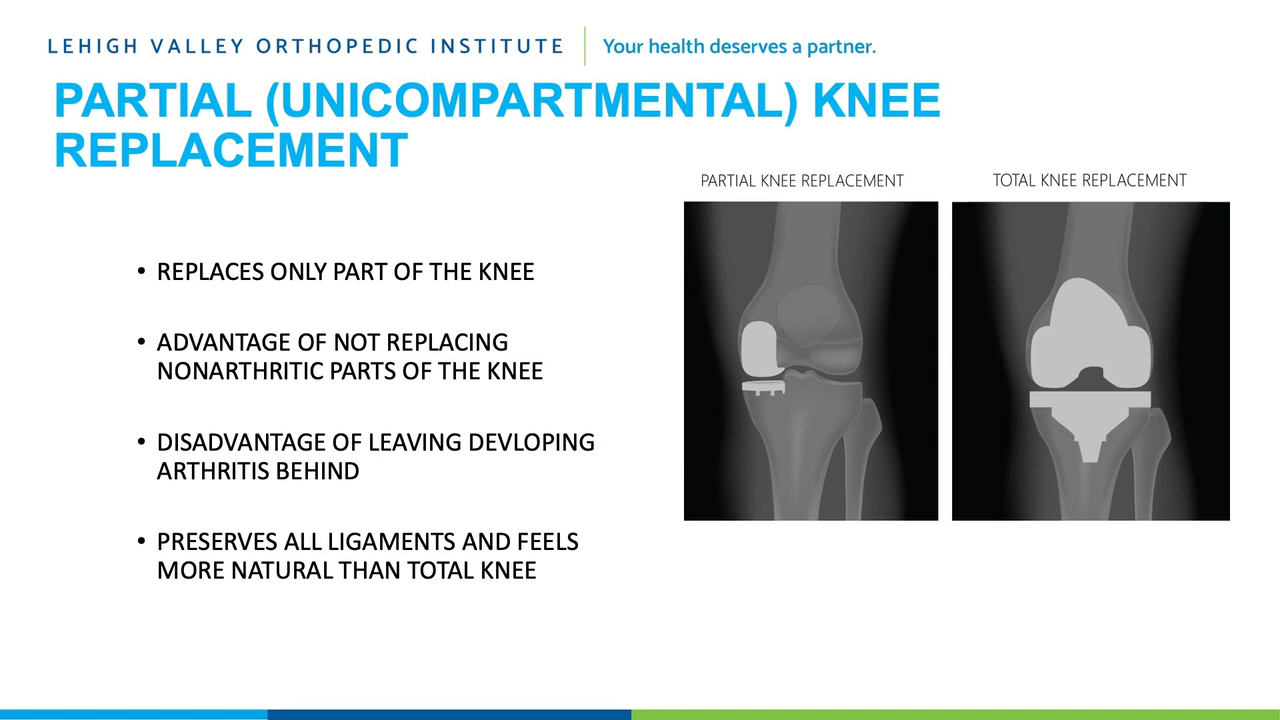 LEHIGH VALLEY ORTHOPEDIC INSTITUTE
Your health deserves a partner.
PARTIAL (UNICOMPARTMENTAL) KNEE
REPLACEMENT
• REPLACES ONLY PART OF THE KNEE
• ADVANTAGE OF NOT REPLACING
NONARTHRITIC PARTS OF THE KNEE
• DISADVANTAGE OF LEAVING DEVLOPING
ARTHRITIS BEHIND
• PRESERVES ALL LIGAMENTS AND FEELS
MORE NATURAL THAN TOTAL KNEE
PARTIAL KNEE REPLACEMENT
TOTAL KNEE REPLACEMENT